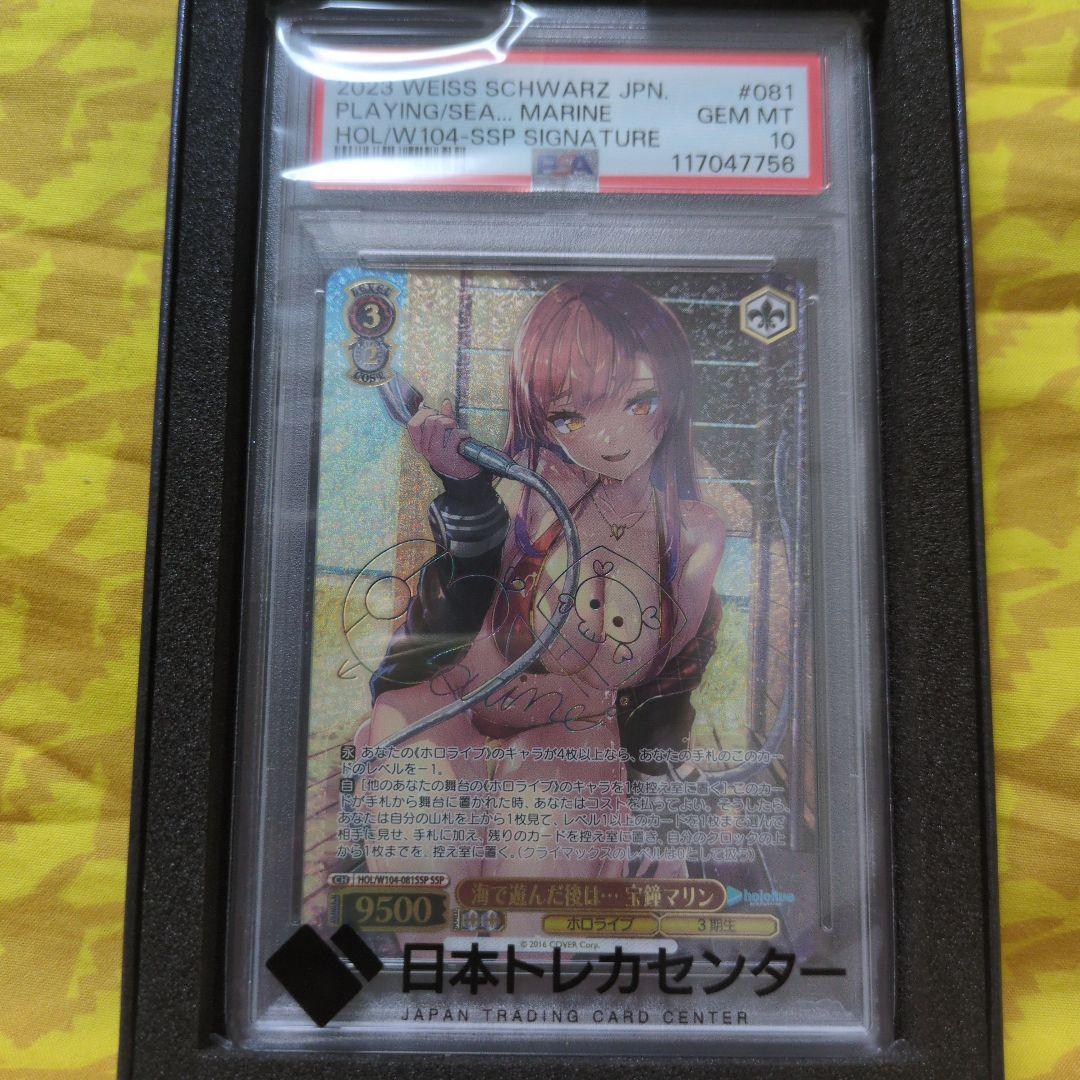 2023 WEISS SCHWARZ JPN. #081
PLAYING/SEA... MARINE GEM MT
HOL/W104-SSP SIGNATURE 10
PSA 117047756
3
2
COST
Marine
永 あなたの《ホロライブ》のキャラが4枚以上なら、あなたの手札のこのカー
ドのレベルを－1。
自 [他のあなたの舞台の《ホロライブ》のキャラを1枚控え室に置く] このカー
ドが手札から舞台に置かれた時、あなたはコストを払ってよい。そうしたら、
あなたは自分の山札を上から1枚見て、レベル1以上のカードを1枚まで選んで
相手に見せ、手札に加え、残りのカードを控え室に置き、自分のクロックの上
から1枚までを、控え室に置く。(クライマックスのレベルは0として扱う)
CH HOL/W104-081SSP SSP
海で遊んだ後は… 宝鐘マリン
hololive
9500
ホロライブ
3期生
© 2016 COVER Corp.
日本トレカセンター
JAPAN TRADING CARD CENTER